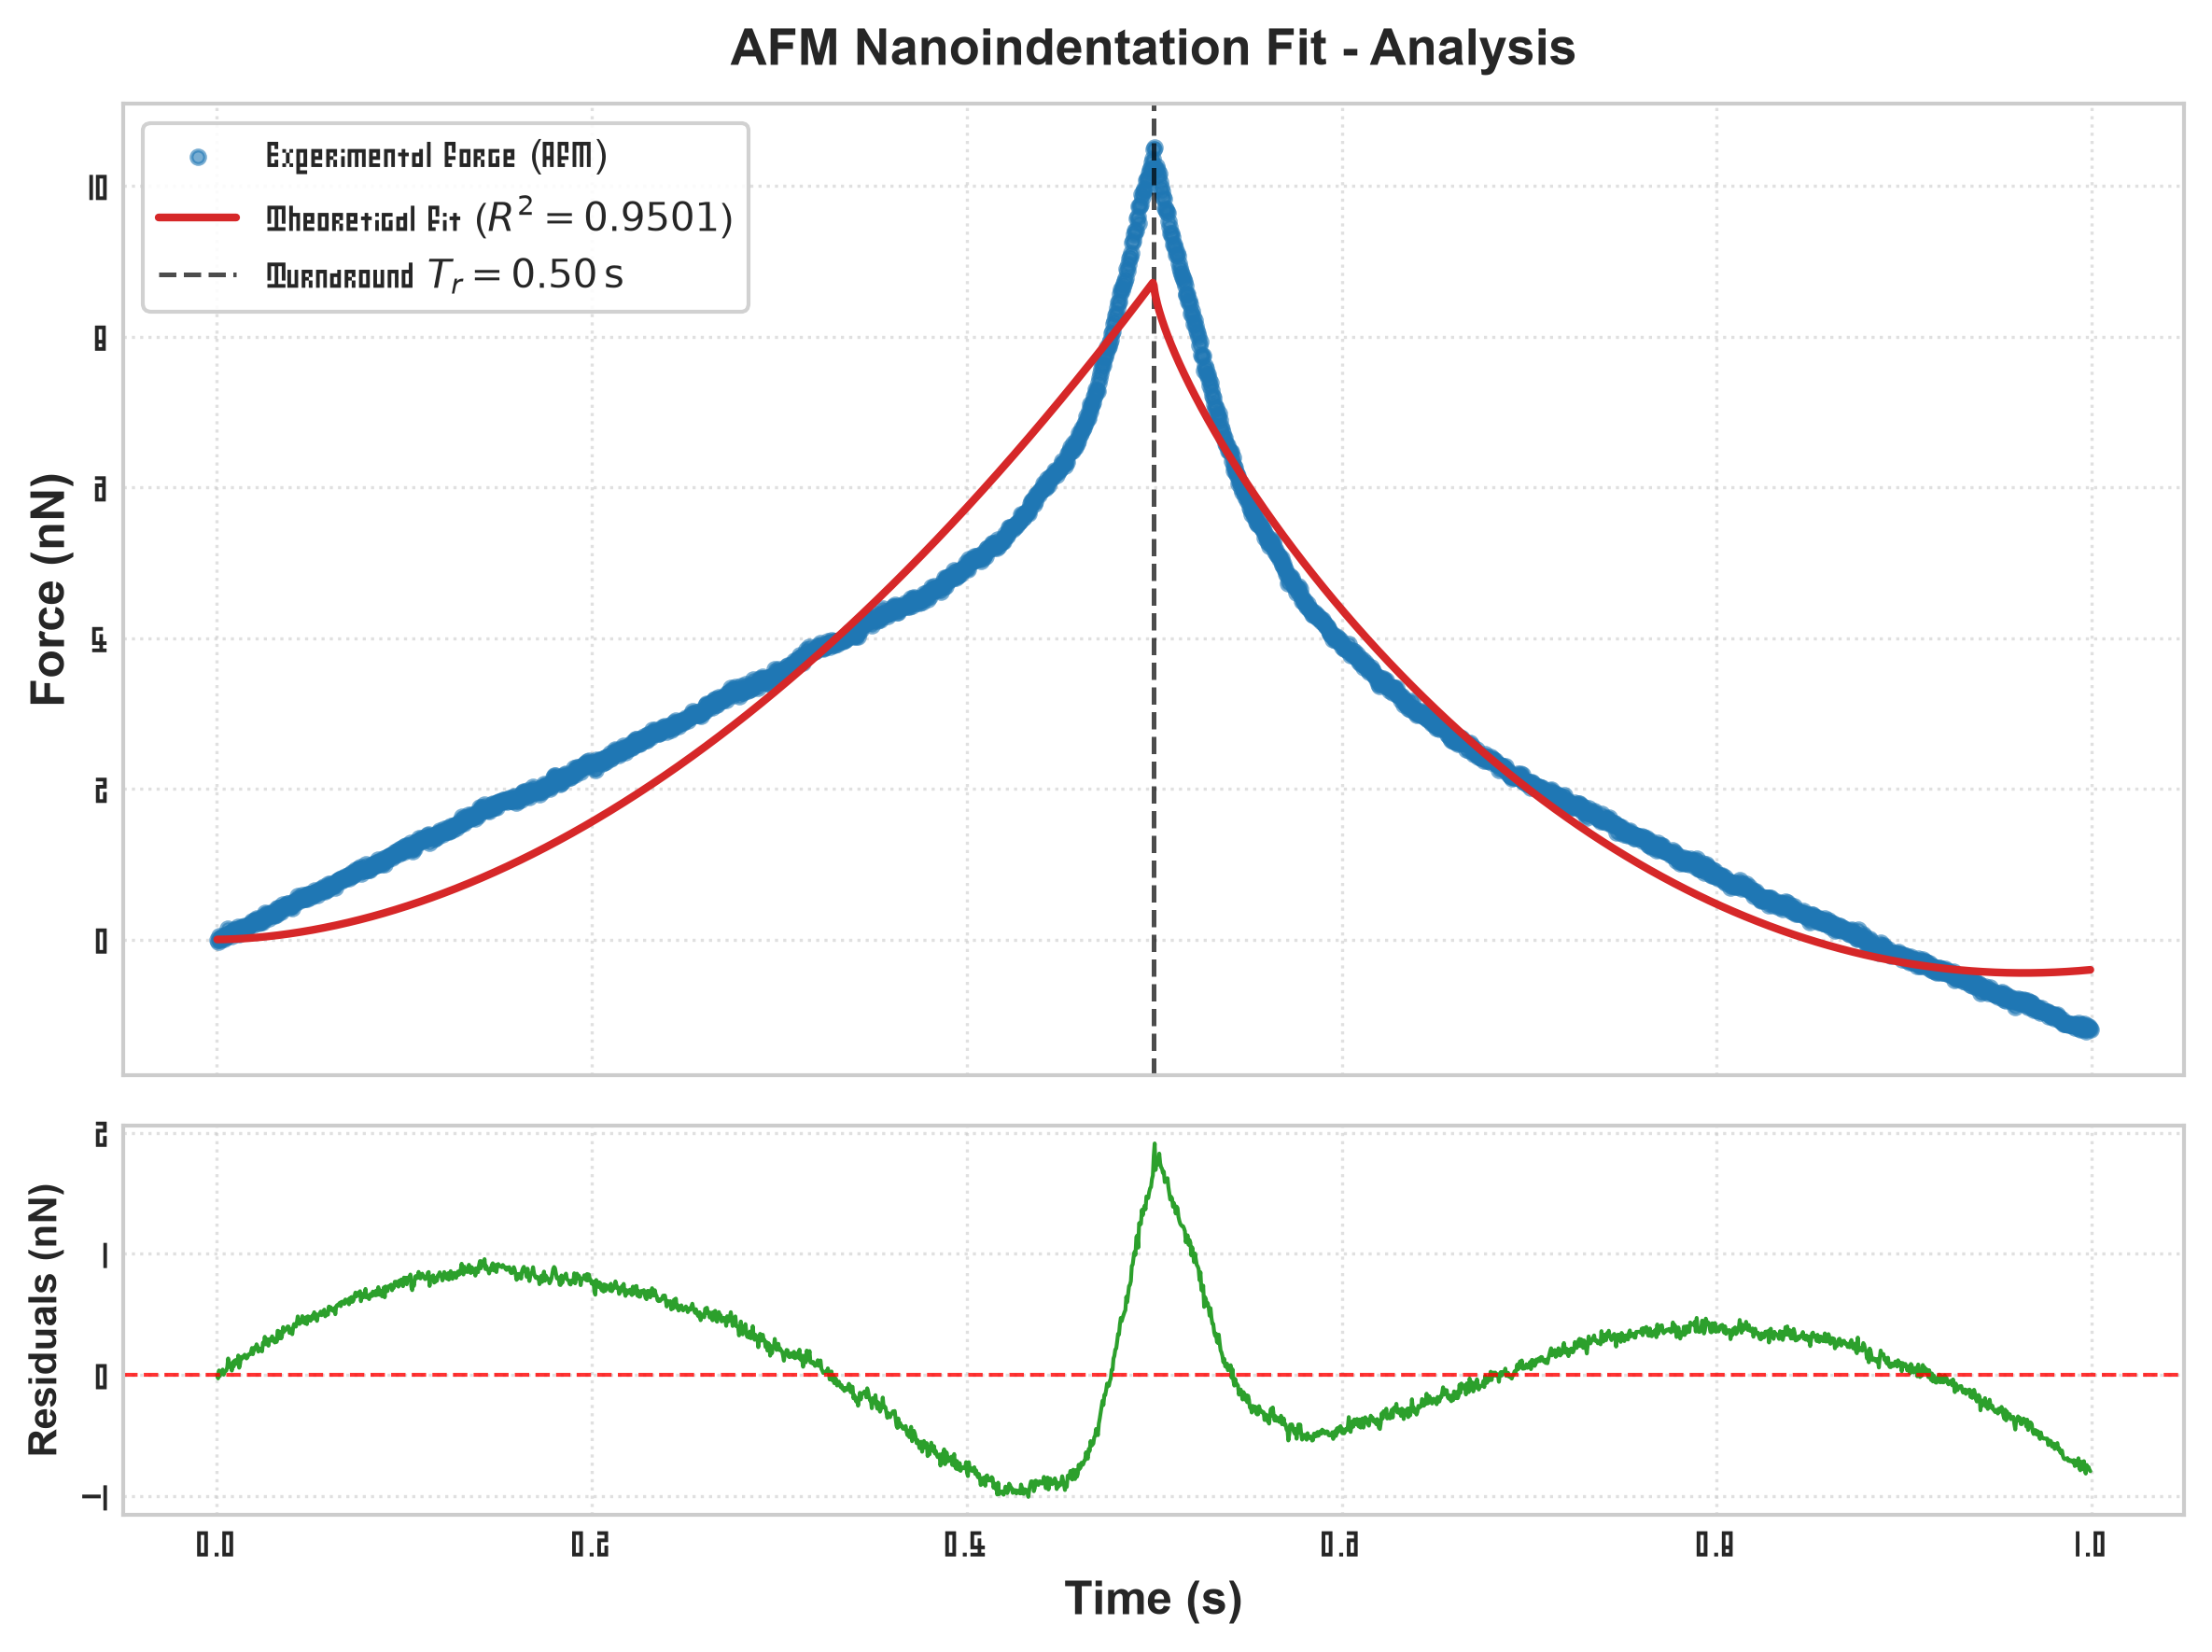 AFM Nanoindentation Fit - Analysis
Experimental Force (AFM)
Theoretical Fit (R² = 0.9501)
Turnaround Tᵣ = 0.50 s
Force (nN)
10
8
6
4
2
0
Residuals (nN)
2
1
0
−1
0.0 0.2 0.4 0.6 0.8 1.0
Time (s)